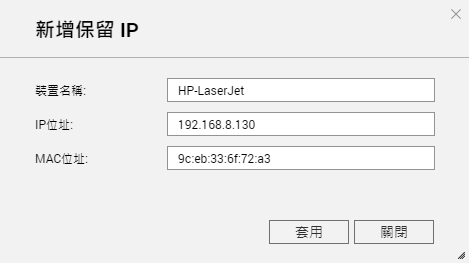 新增保留 IP
裝置名稱: HP-LaserJet
IP位址: 192.168.8.130
MAC位址: 9c:eb:33:6f:72:a3
套用 關閉